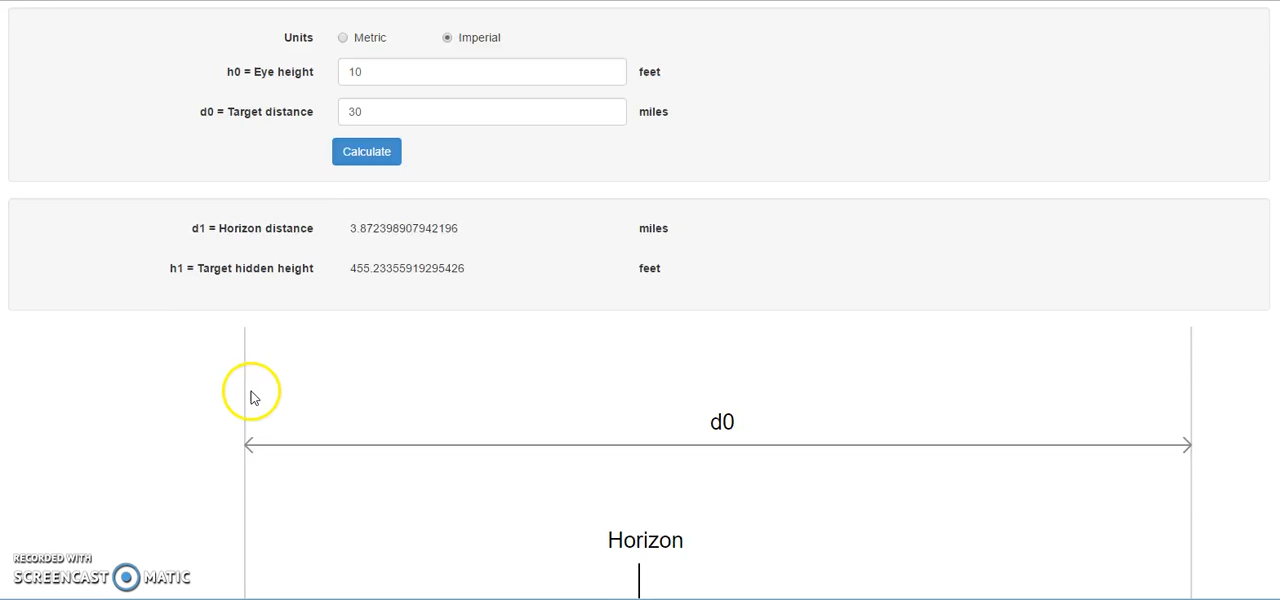 Units Metric Imperial
h0 = Eye height 10 feet
d0 = Target distance 30 miles
Calculate
d1 = Horizon distance 3.872398907942196 miles
h1 = Target hidden height 455.23355919295426 feet
d0
Horizon
RECORDED WITH
SCREENCAST MATIC